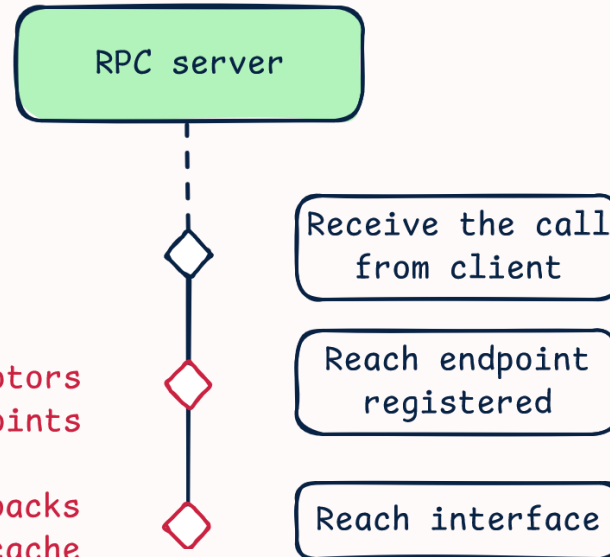 RPC server
Receive the call
from client
Reach endpoint
registered
Reach interface